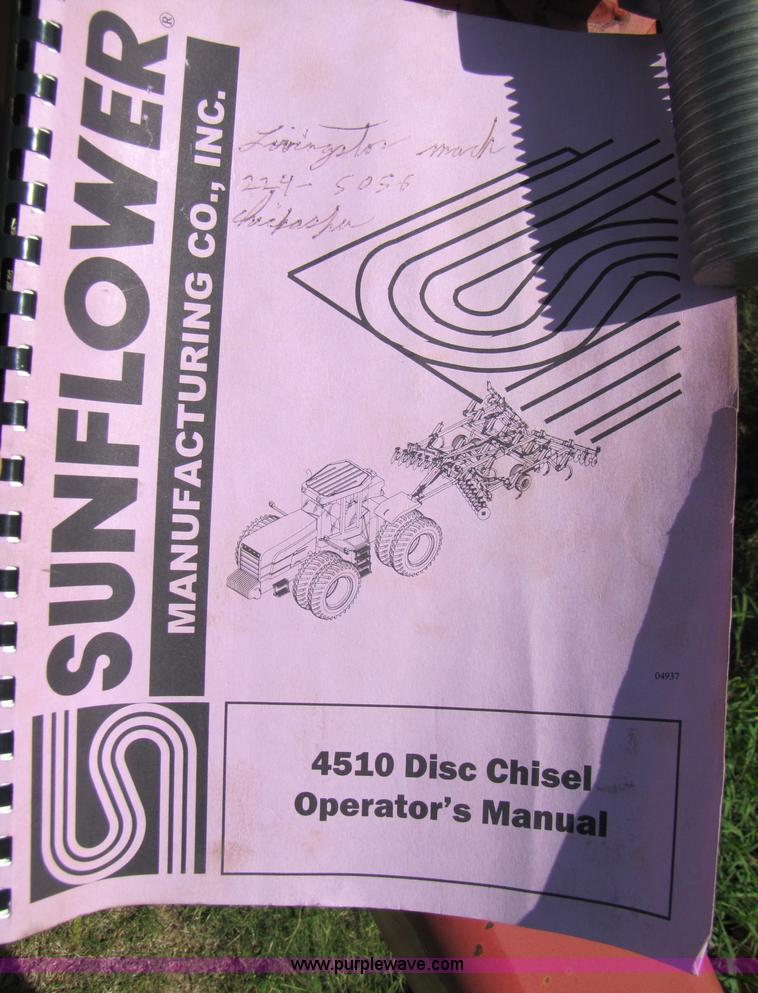 SUNFLOWER®
MANUFACTURING CO., INC.
Livingston mach
224-5056
Chickasha
04937
4510 Disc Chisel
Operator's Manual
www.purplewave.com